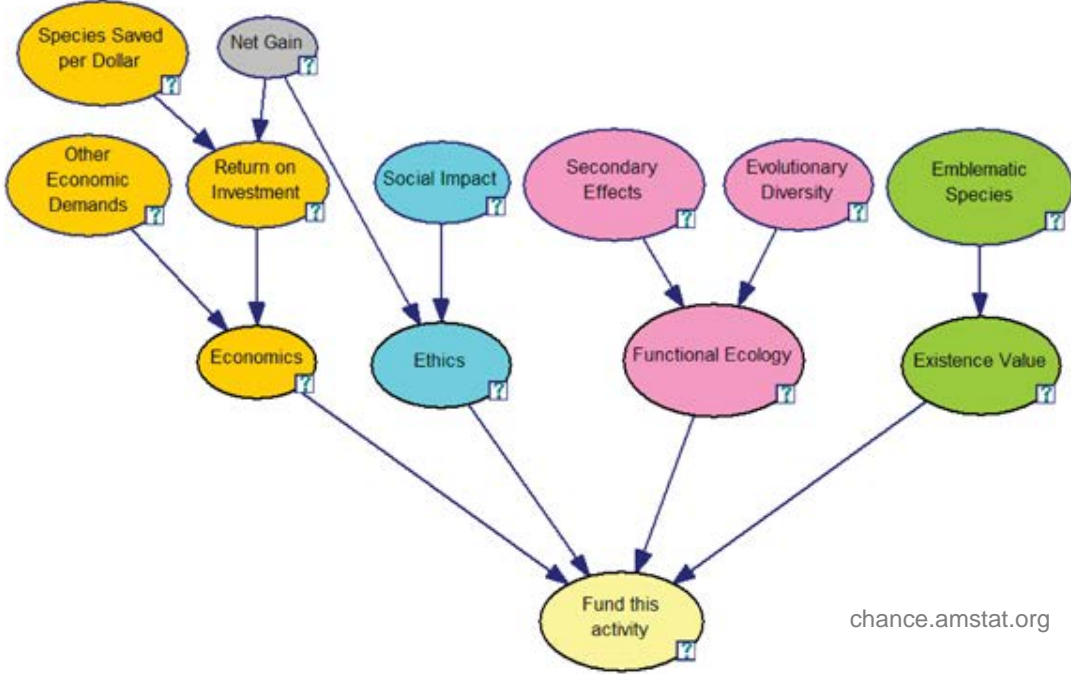 Species Saved
per Dollar
?
Net Gain
?
Other
Economic
Demands
?
Return on
Investment
?
Social Impact
?
Secondary
Effects
?
Evolutionary
Diversity
?
Emblematic
Species
?
Economics
?
Ethics
?
Functional Ecology
?
Existence Value
?
Fund this
activity
?
chance.amstat.org